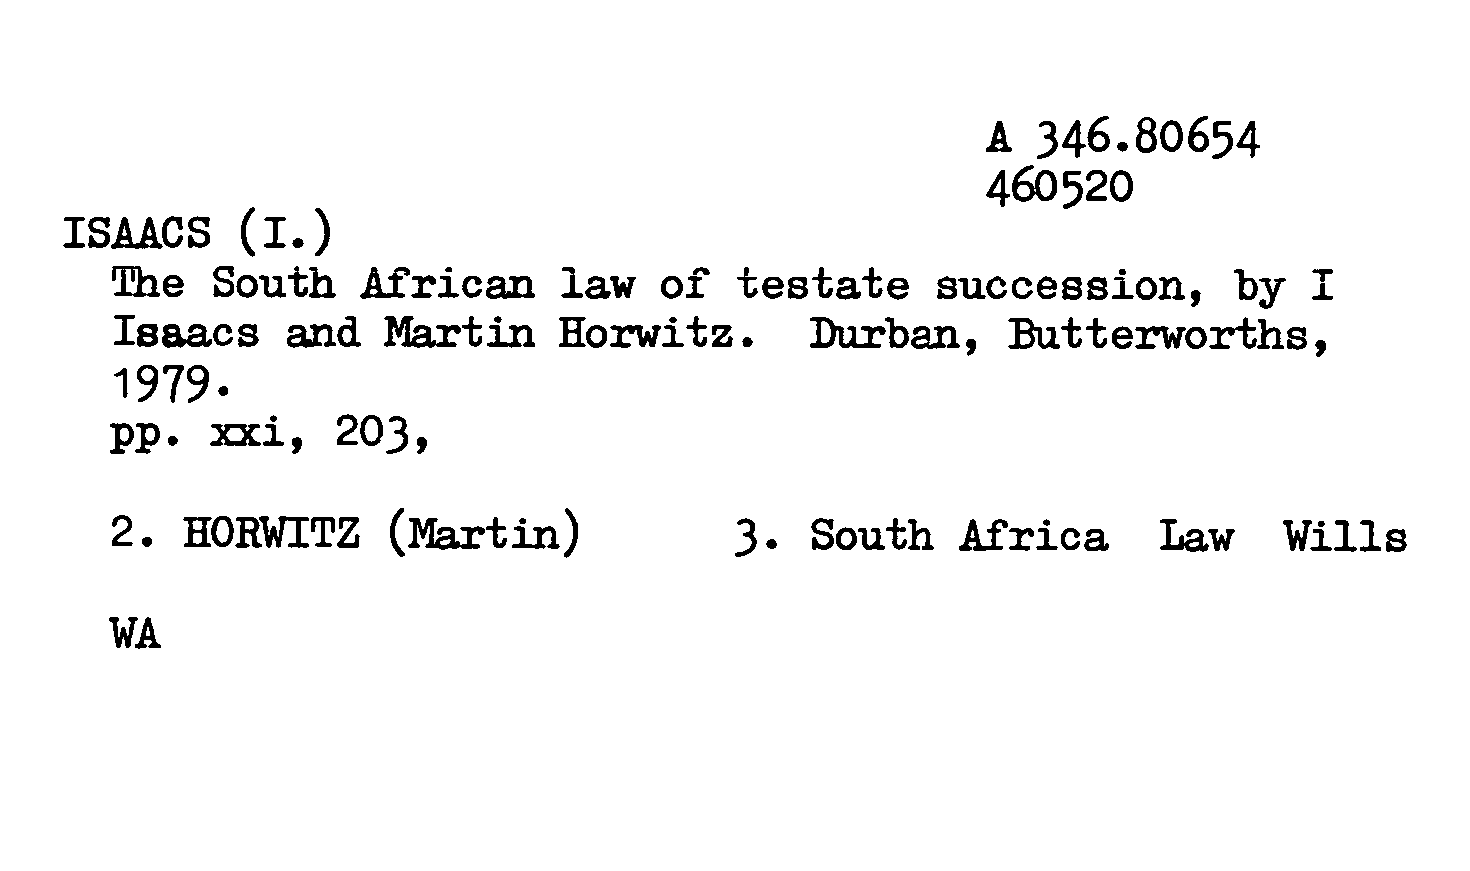 A 346.80654
460520
ISAACS (I.)
The South African law of testate succession, by I
Isaacs and Martin Horwitz. Durban, Butterworths,
1979.
pp. xxi, 203,
2. HORWITZ (Martin) 3. South Africa Law Wills
WA